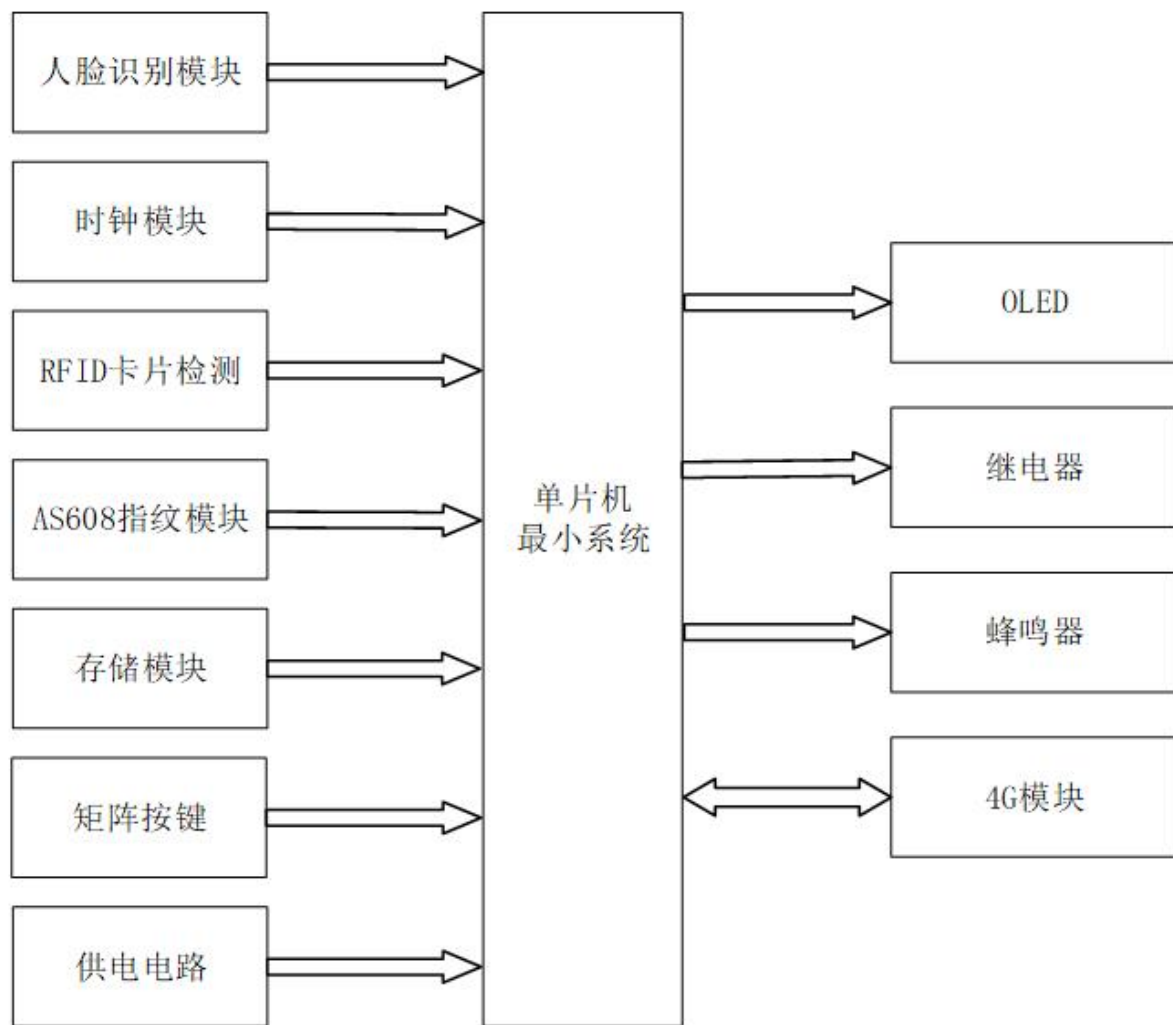 人脸识别模块
时钟模块
RFID卡片检测
AS608指纹模块
存储模块
矩阵按键
供电电路
单片机
最小系统
OLED
继电器
蜂鸣器
4G模块